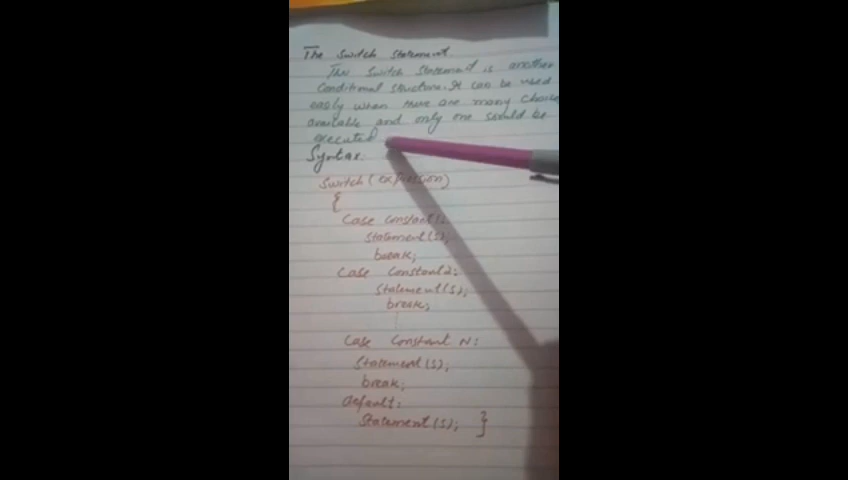 The Switch Statement
The Switch Statement is another
Conditional structure. It can be used
easily when there are many choice
available and only one should be
executed.
Syntax:
Switch (expression)
{
Case Constant1:
Statement(s);
break;
Case Constant2:
Statement(s);
break;
Case Constant N:
Statement(s);
break;
default:
Statement(s); }